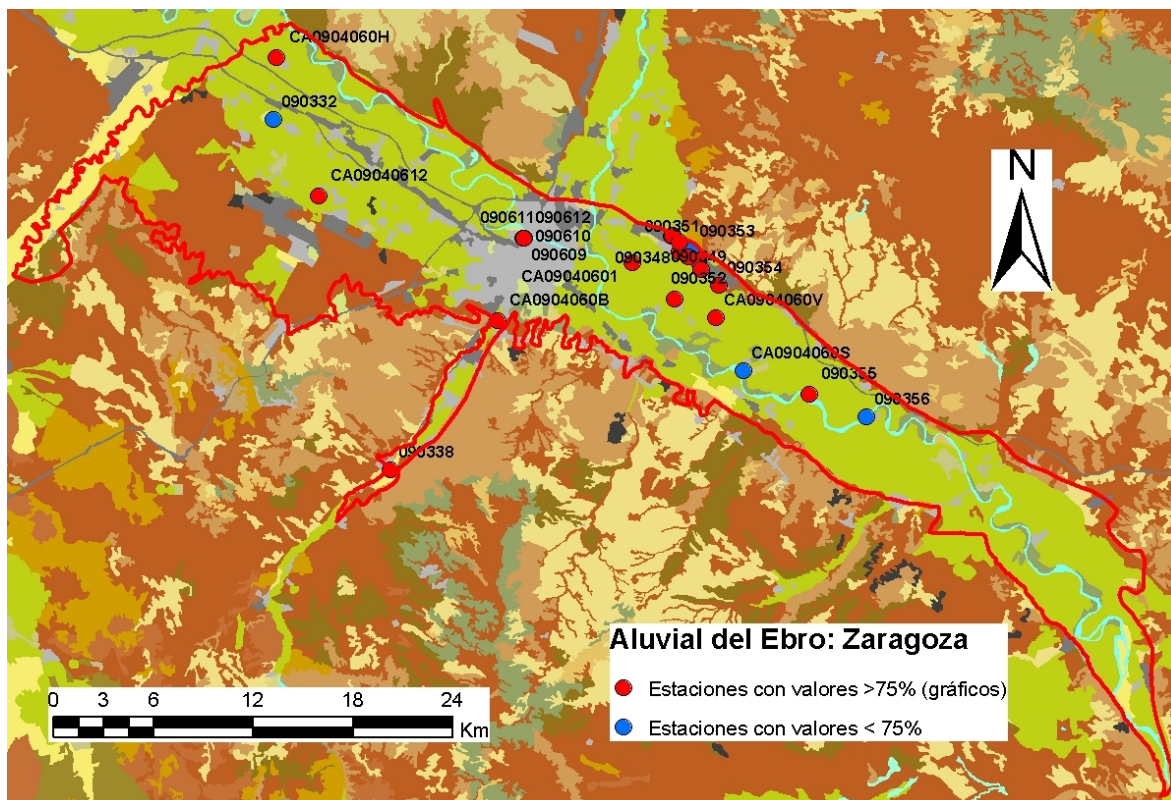 CA0904060H
090332
CA09040612
N
090611090612
090610
090609
090351
090353
090348
090349
090354
090352
CA09040601
CA0904060V
CA0904060B
CA0904060S
090355
090356
090338
Aluvial del Ebro: Zaragoza
Estaciones con valores >75% (gráficos)
Estaciones con valores < 75%
0 3 6 12 18 24
Km